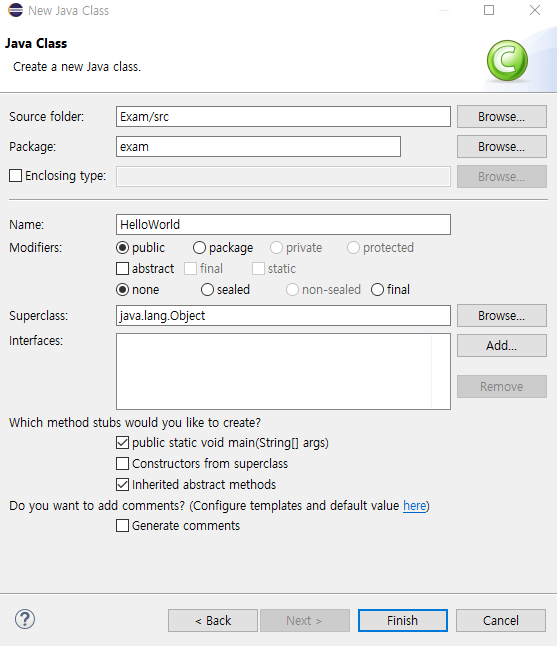 New Java Class
Java Class
Create a new Java class.
C
Source folder: Exam/src Browse...
Package: exam Browse...
Enclosing type: Browse...
Name: HelloWorld
Modifiers: public package private protected
abstract final static
none sealed non-sealed final
Superclass: java.lang.Object Browse...
Interfaces: Add...
Remove
Which method stubs would you like to create?
public static void main(String[] args)
Constructors from superclass
Inherited abstract methods
Do you want to add comments? (Configure templates and default value here)
Generate comments
? < Back Next > Finish Cancel